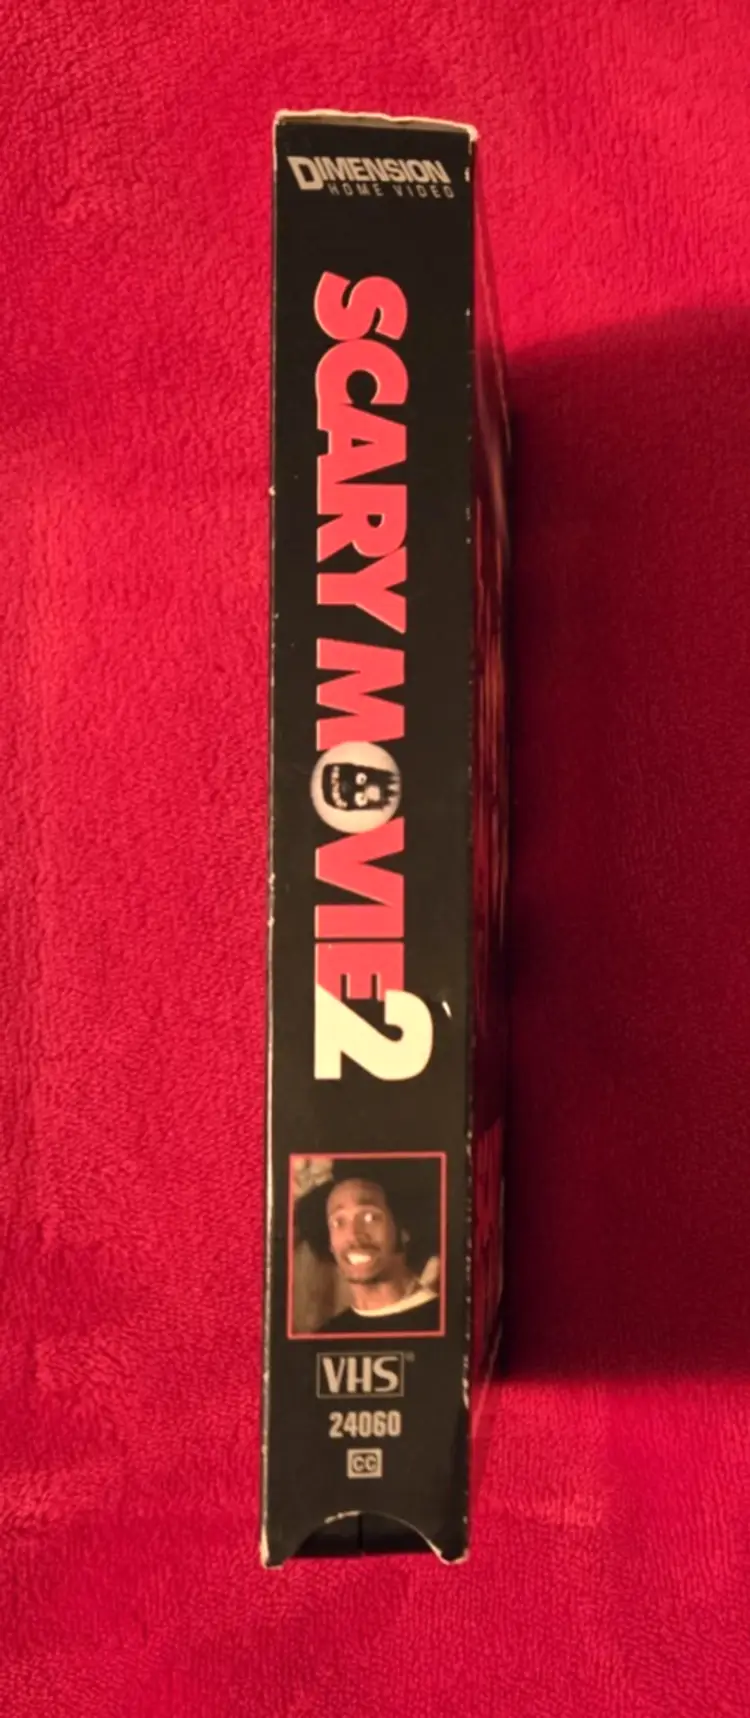 DIMENSION
HOME VIDEO
SCARY MOVIE 2
VHS
24060
CC